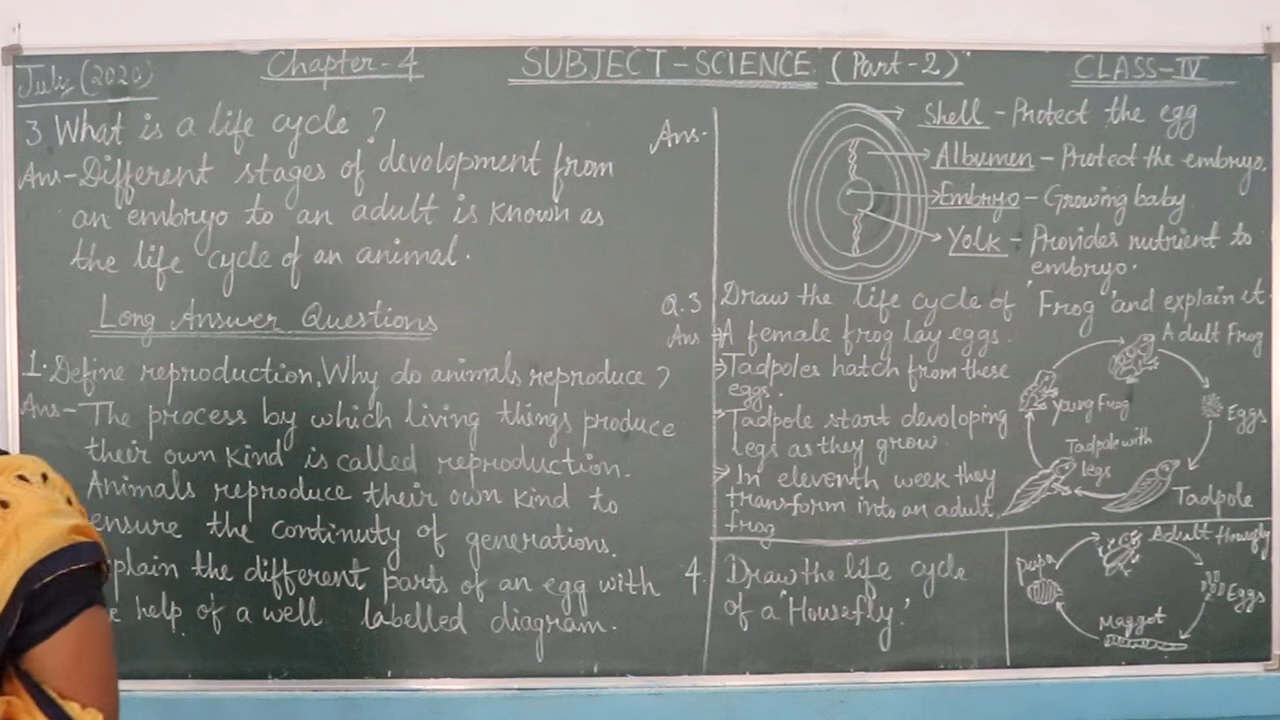 July (2020)
Chapter-4
SUBJECT-SCIENCE (Part-2)
CLASS-IV
3 What is a life cycle?
Ans-Different stages of devolopment from
an embryo to an adult is known as
the life cycle of an animal.
Long Answer Questions
1. Define reproduction. Why do animals reproduce?
Ans- The process by which living things produce
their own kind is called reproduction.
Animals reproduce their own kind to
ensure the continuity of generations.
plain the different parts of an egg with
help of a well labelled diagram.
Ans-
Shell - Protect the egg
Albumen - Protect the embryo.
Embryo - Growing baby
Yolk - Provides nutrient to
embryo.
Q.3 Draw the life cycle of 'Frog' and explain it.
Ans → A female frog lay eggs.
→ Tadpoles hatch from these
eggs.
→ Tadpole start devoloping
legs as they grow.
→ In eleventh week they
transform into an adult
frog
Adult Frog
Eggs
Tadpole
Tadpole with
legs
Young Frog
4. Draw the life cycle
of a "Housefly".
Adult Housefly
Eggs
Maggot
pupa